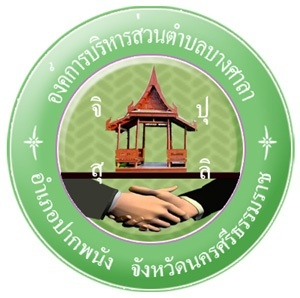 องค์การบริหารส่วนตำบลบางศาลา
จิ ปุ
สุ ลิ
อำเภอปากพนัง จังหวัดนครศรีธรรมราช